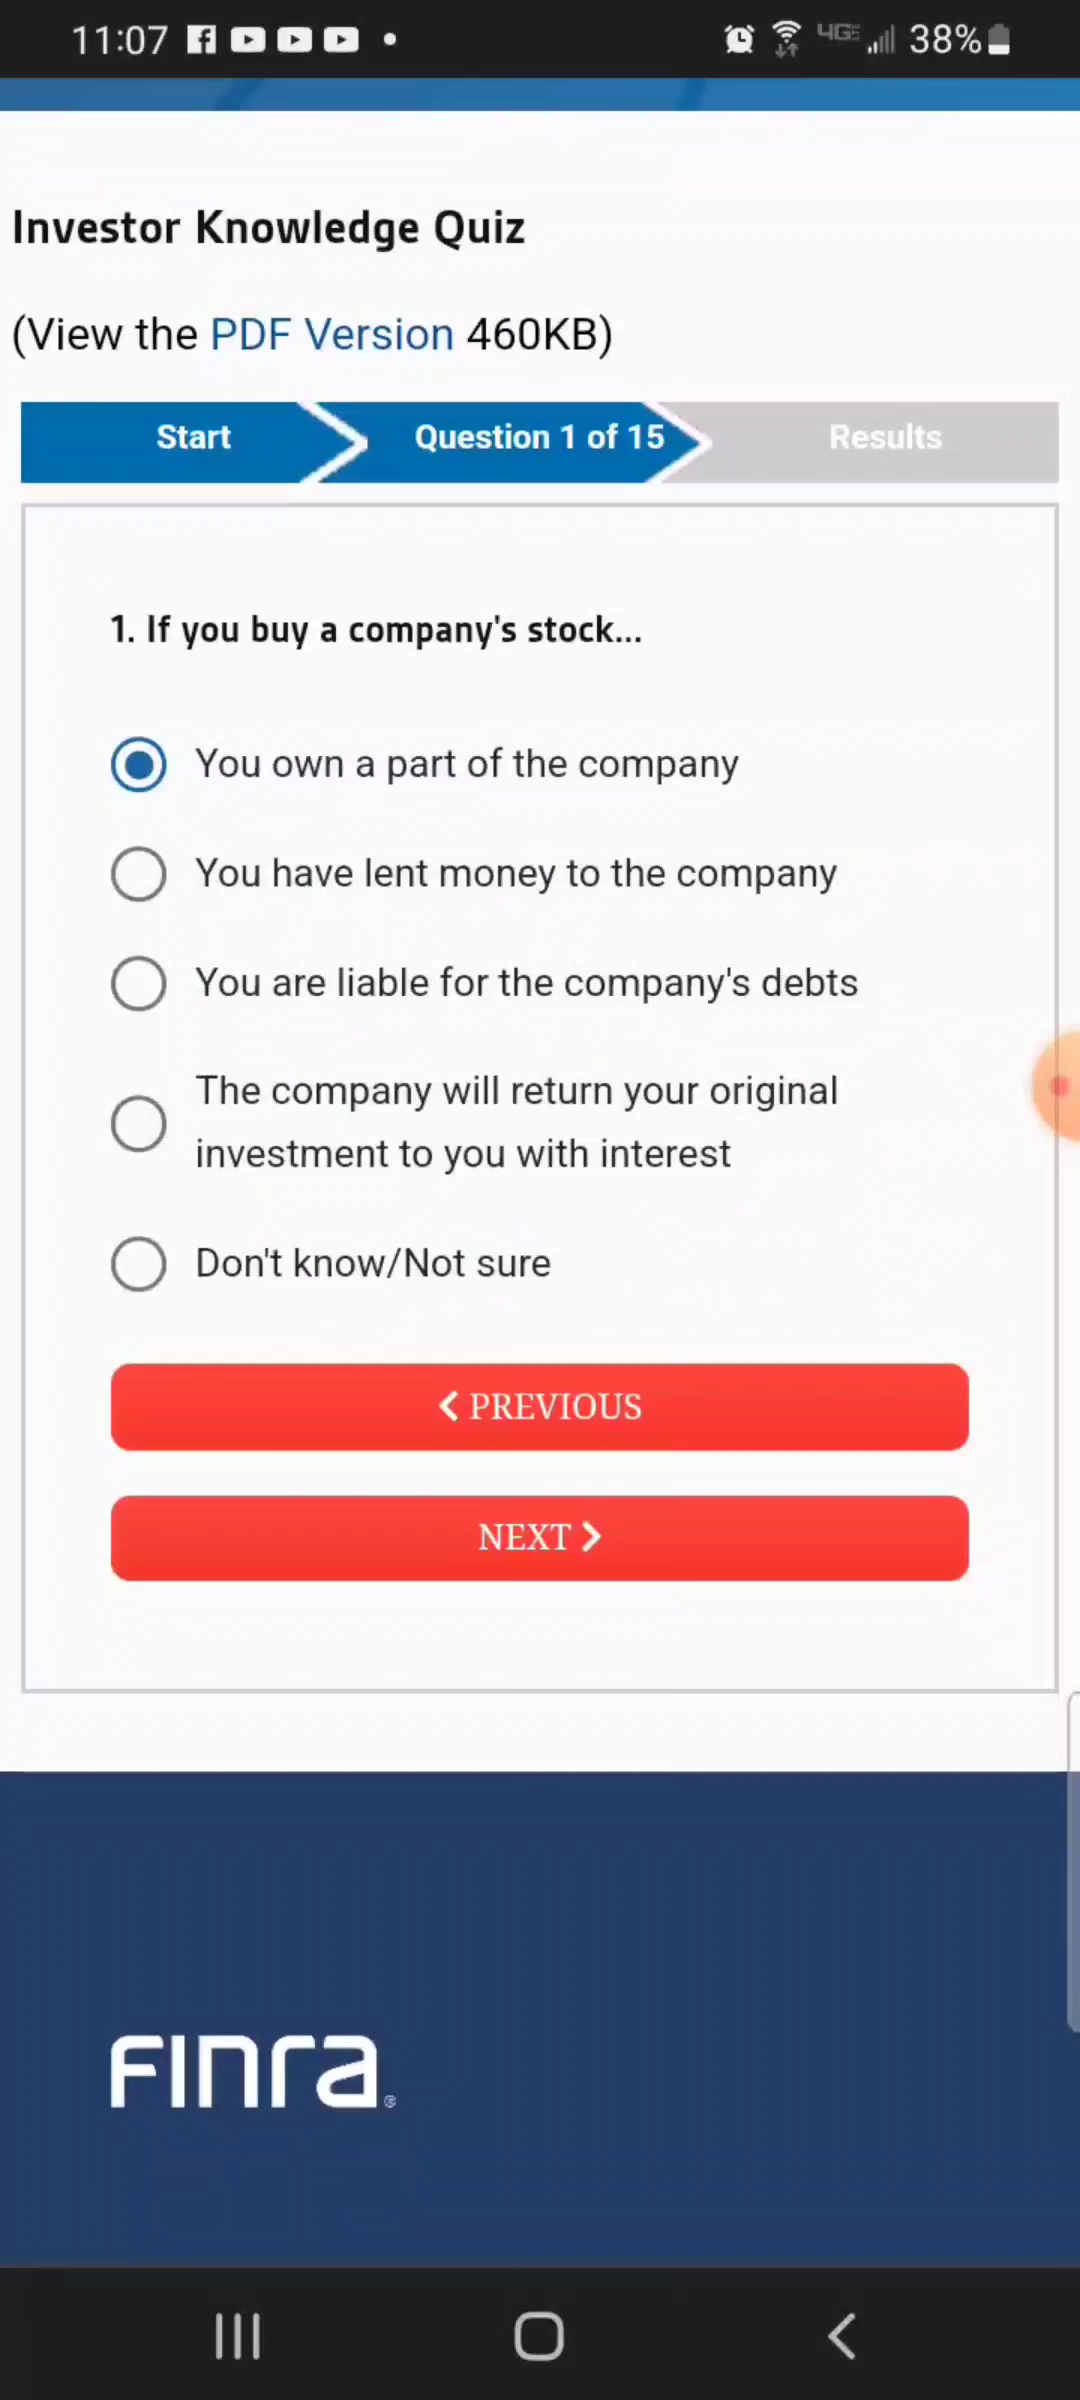 11:07
4G 38%
Investor Knowledge Quiz
(View the PDF Version 460KB)
Start
Question 1 of 15
Results
1. If you buy a company's stock...
You own a part of the company
You have lent money to the company
You are liable for the company's debts
The company will return your original
investment to you with interest
Don't know/Not sure
PREVIOUS
NEXT
FINra®